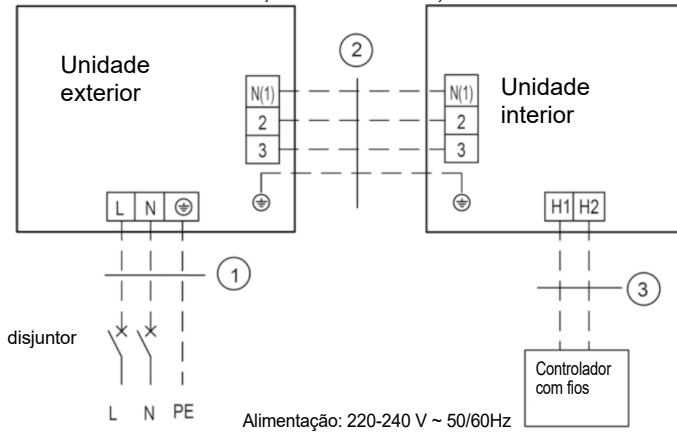 Unidade
exterior
N(1)
2
3
2
N(1)
2
3
Unidade
interior
L N
H1 H2
1
3
disjuntor
L N PE
Controlador
com fios
Alimentação: 220-240 V ~ 50/60Hz